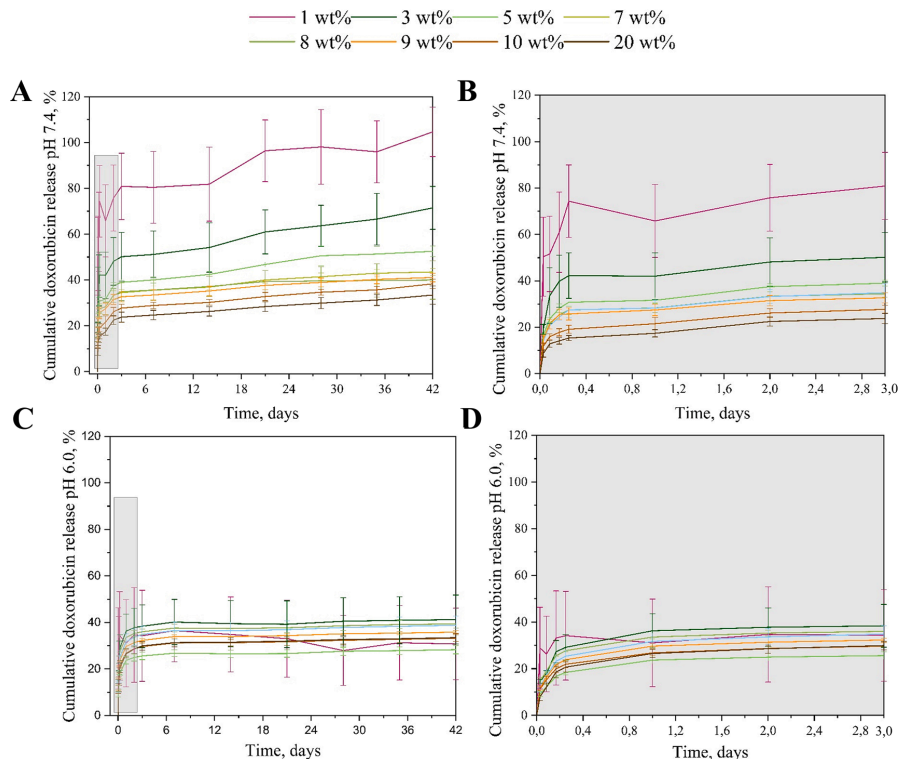 1 wt% 3 wt% 5 wt% 7 wt%
8 wt% 9 wt% 10 wt% 20 wt%
A
Cumulative doxorubicin release pH 7.4, %
120
100
80
60
40
20
0
0 6 12 18 24 30 36 42
Time, days
B
Cumulative doxorubicin release pH 7.4, %
120
100
80
60
40
20
0
0,0 0,4 0,8 1,2 1,6 2,0 2,4 2,8 3,0
Time, days
C
Cumulative doxorubicin release pH 6.0, %
120
100
80
60
40
20
0
0 6 12 18 24 30 36 42
Time, days
D
Cumulative doxorubicin release pH 6.0, %
120
100
80
60
40
20
0
0,0 0,4 0,8 1,2 1,6 2,0 2,4 2,8 3,0
Time, days